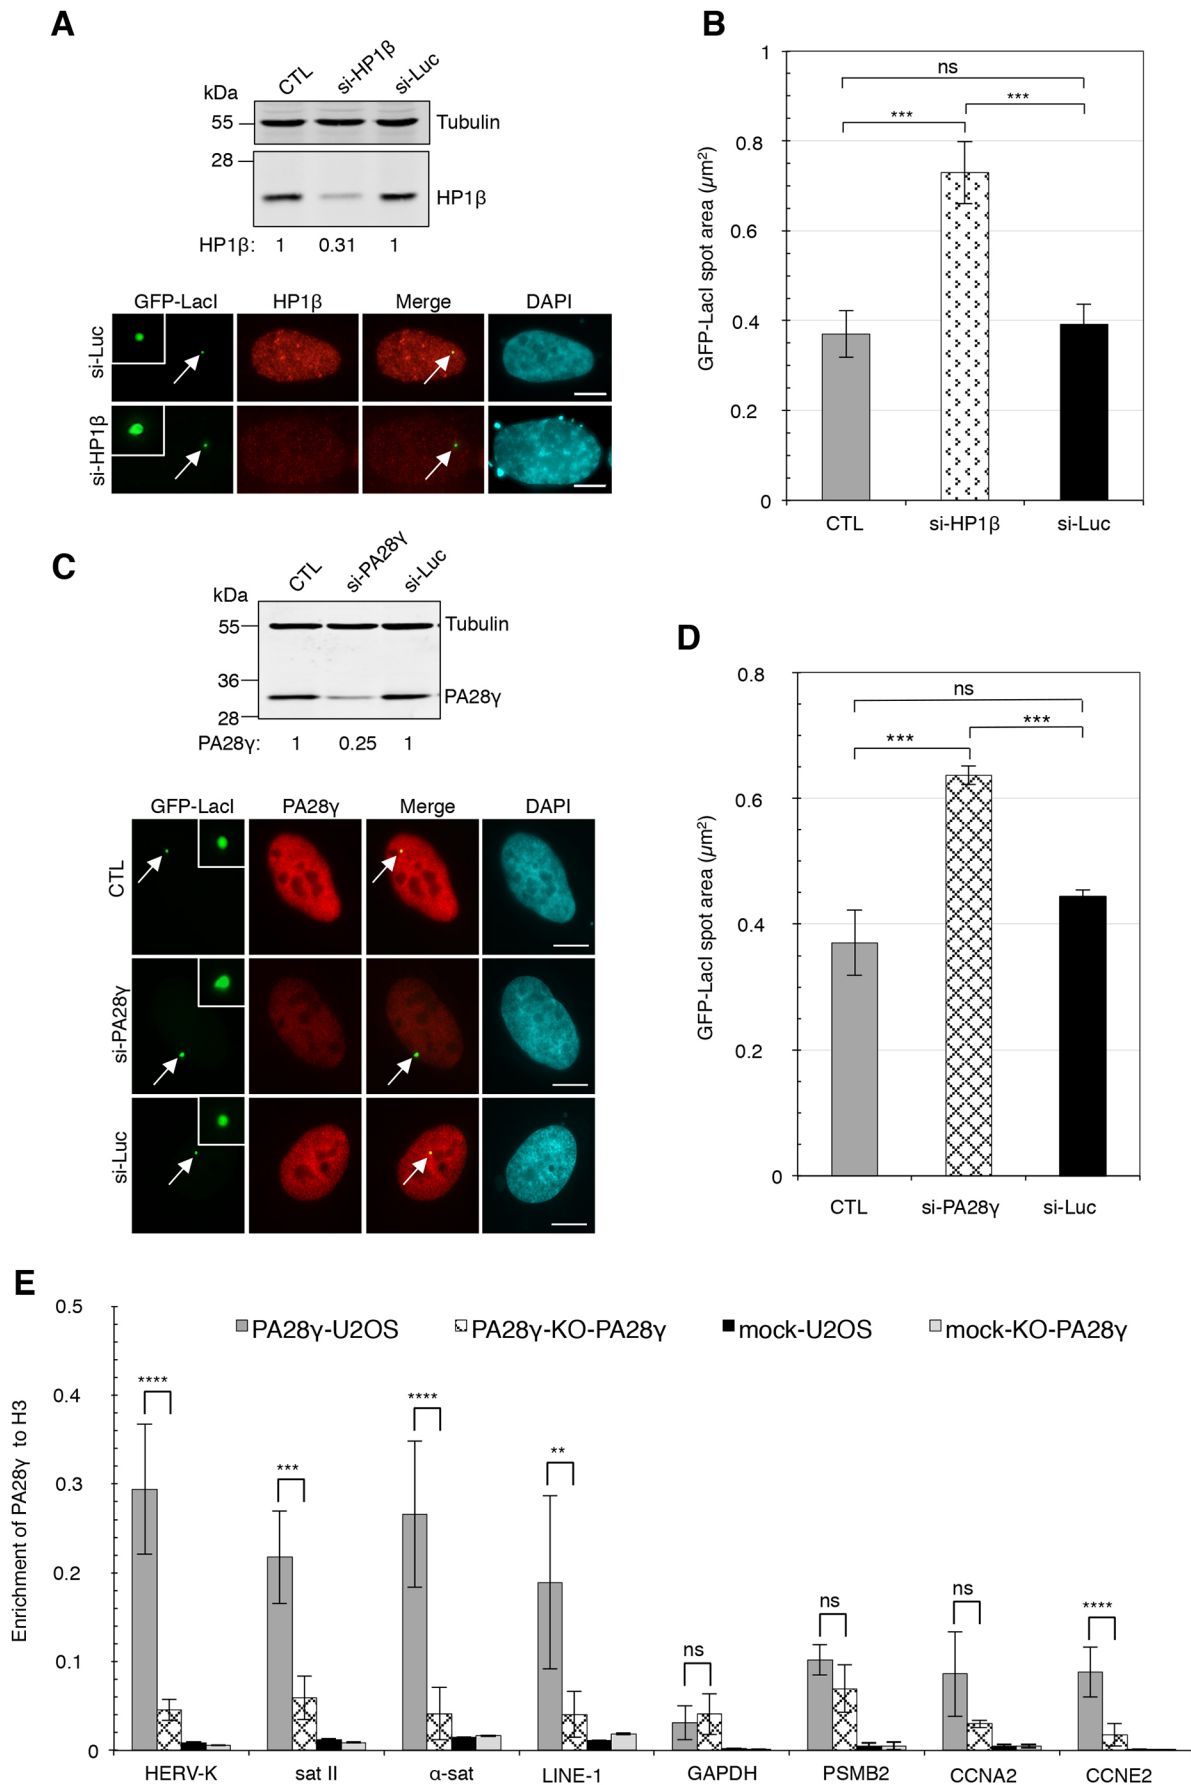 A
CTL si-HP1β si-Luc
kDa
55 Tubulin
28
HP1β
HP1β: 1 0.31 1
GFP-LacI HP1β Merge DAPI
si-Luc
si-HP1β
B
GFP-LacI spot area (µm²)
1
0.8
0.6
0.4
0.2
0
ns
***
***
CTL si-HP1β si-Luc
C
CTL si-PA28γ si-Luc
kDa
55 Tubulin
36
PA28γ
28
PA28γ: 1 0.25 1
GFP-LacI PA28γ Merge DAPI
CTL
si-PA28γ
si-Luc
D
GFP-LacI spot area (µm²)
0.8
0.6
0.4
0.2
0
ns
***
***
CTL si-PA28γ si-Luc
E
Enrichment of PA28γ to H3
0.5
0.4
0.3
0.2
0.1
0
PA28γ-U2OS PA28γ-KO-PA28γ mock-U2OS mock-KO-PA28γ
**** *** **** ** ns ns ns ****
HERV-K sat II α-sat LINE-1 GAPDH PSMB2 CCNA2 CCNE2